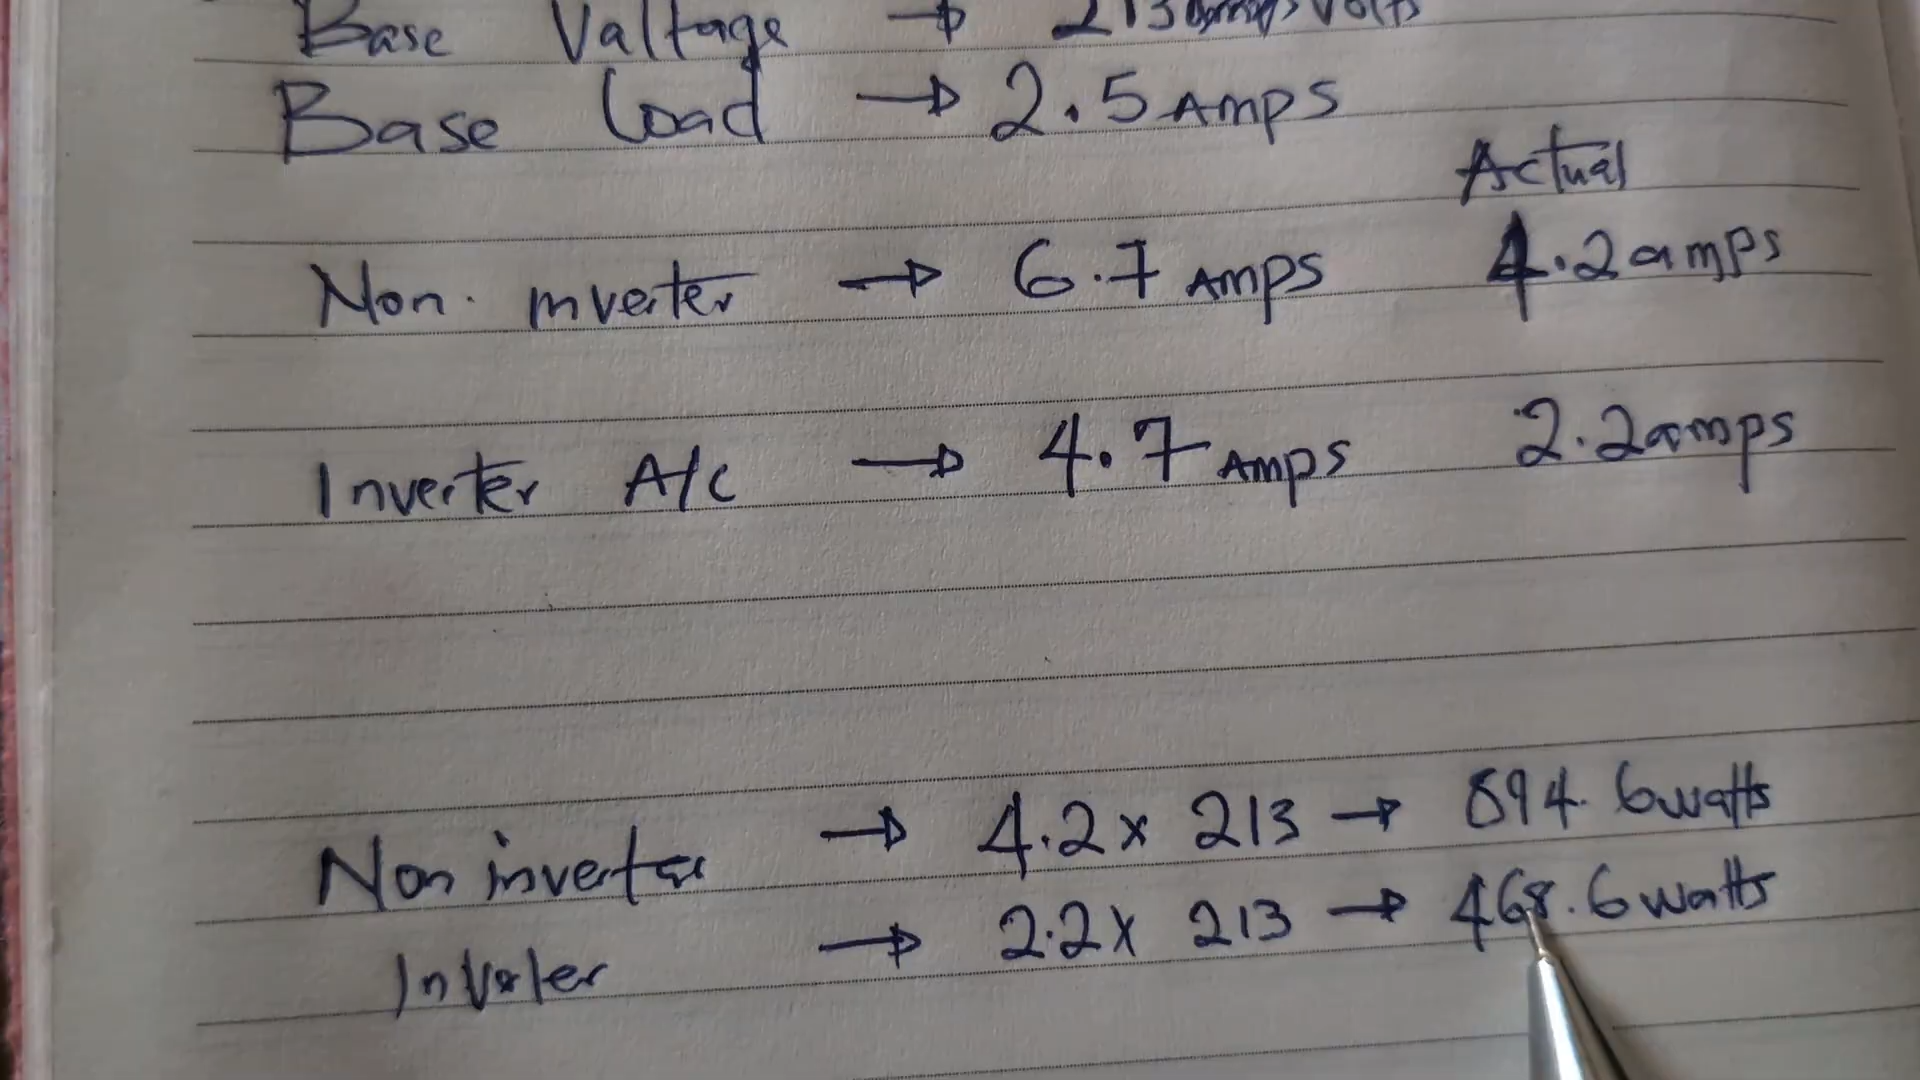 Base Valtage → 213 Volts
Base Load → 2.5 Amps
Actual
Non. inverter → 6.7 Amps 4.2 amps
Inverter A/c → 4.7 Amps 2.2 amps
Non inverter → 4.2 x 213 → 894.6 watts
Inverter → 2.2 x 213 → 468.6 watts